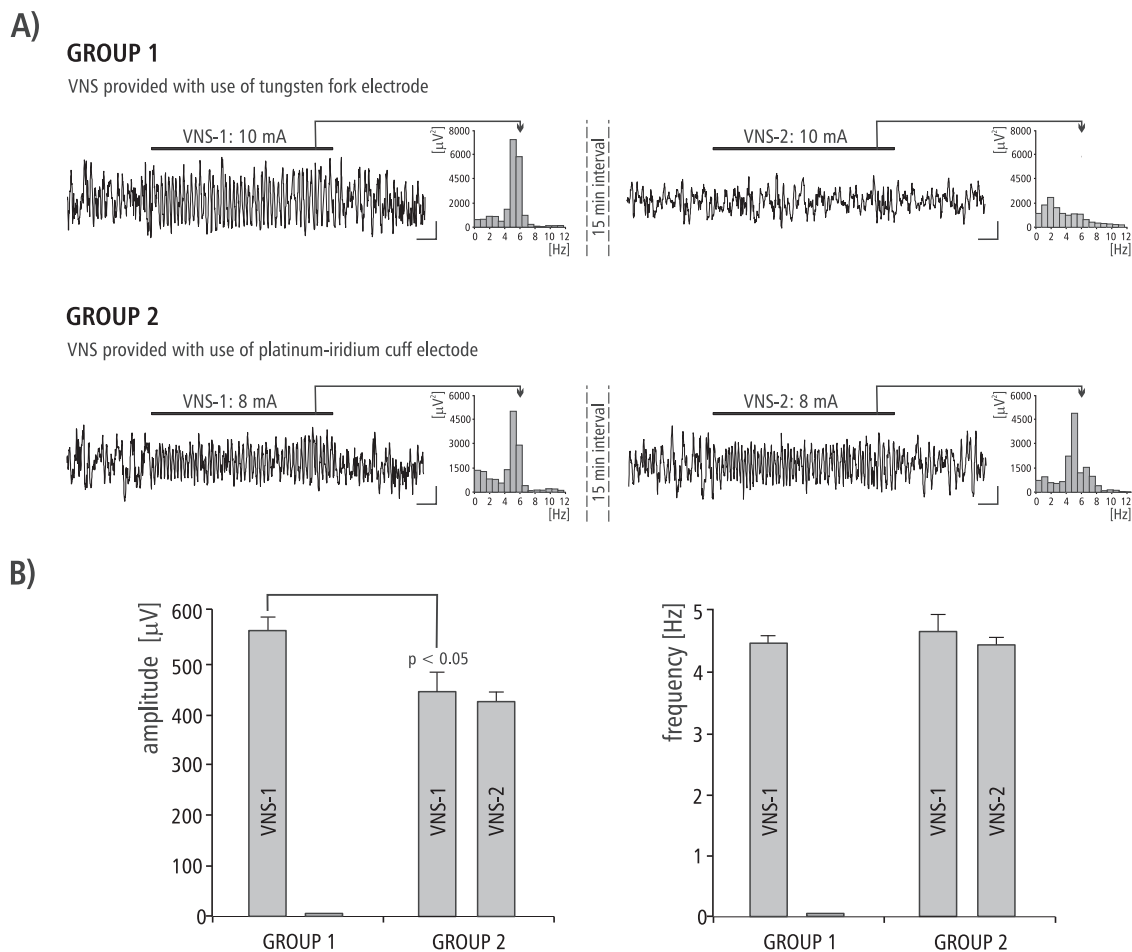 A)
GROUP 1
VNS provided with use of tungsten fork electrode
VNS-1: 10 mA
[µV²]
8000
6000
4500
2000
0
0 2 4 6 8 10 12
[Hz]
15 min interval
VNS-2: 10 mA
[µV²]
8000
6000
4500
2000
0
0 2 4 6 8 10 12
[Hz]
GROUP 2
VNS provided with use of platinum-iridium cuff electode
VNS-1: 8 mA
[µV²]
6000
4500
3000
1500
0
0 2 4 6 8 10 12
[Hz]
15 min interval
VNS-2: 8 mA
[µV²]
6000
4500
3000
1500
0
0 2 4 6 8 10 12
[Hz]
B)
amplitude [µV]
600
500
400
300
200
100
0
p < 0.05
VNS-1
VNS-1
VNS-2
GROUP 1 GROUP 2
frequency [Hz]
5
4
3
2
1
0
VNS-1
VNS-1
VNS-2
GROUP 1 GROUP 2